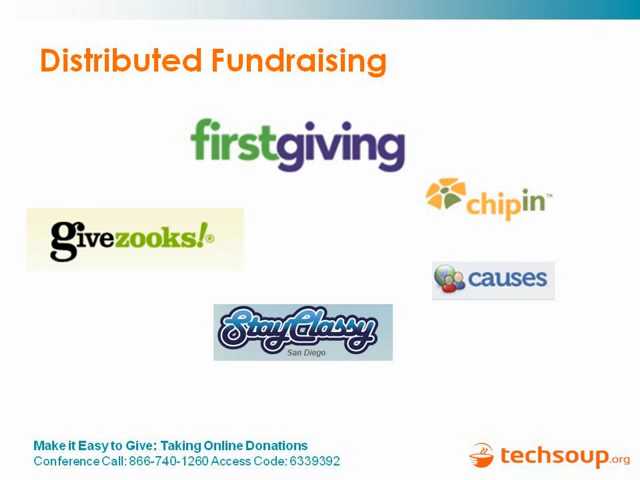 Distributed Fundraising
firstgiving
chipin™
givezooks!®
causes
StayClassy
San Diego
Make it Easy to Give: Taking Online Donations
Conference Call: 866-740-1260 Access Code: 6339392
techsoup.org